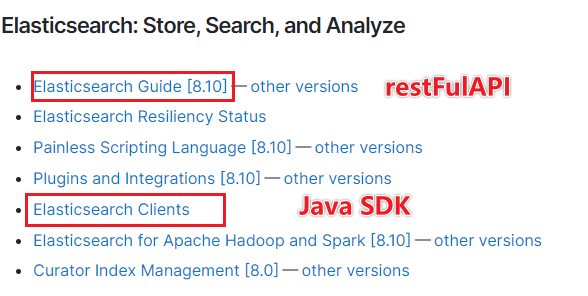 Elasticsearch: Store, Search, and Analyze
Elasticsearch Guide [8.10] — other versions restFulAPI
Elasticsearch Resiliency Status
Painless Scripting Language [8.10] — other versions
Plugins and Integrations [8.10] — other versions
Elasticsearch Clients Java SDK
Elasticsearch for Apache Hadoop and Spark [8.10] — other versions
Curator Index Management [8.0] — other versions